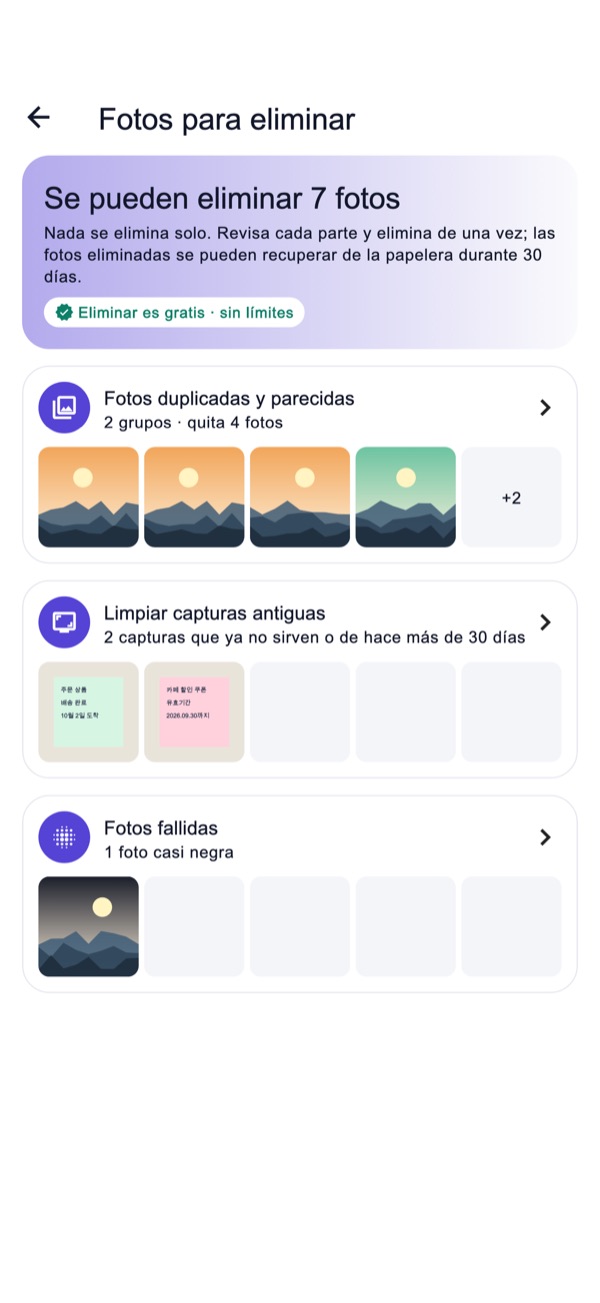 Fotos para eliminar
Se pueden eliminar 7 fotos
Nada se elimina solo. Revisa cada parte y elimina de una vez; las
fotos eliminadas se pueden recuperar de la papelera durante 30
días.
Eliminar es gratis · sin límites
Fotos duplicadas y parecidas
2 grupos · quita 4 fotos
+2
Limpiar capturas antiguas
2 capturas que ya no sirven o de hace más de 30 días
주문 상품
배송 완료
10월 2일 도착
카페 할인 쿠폰
유효기간
2026.09.30까지
Fotos fallidas
1 foto casi negra